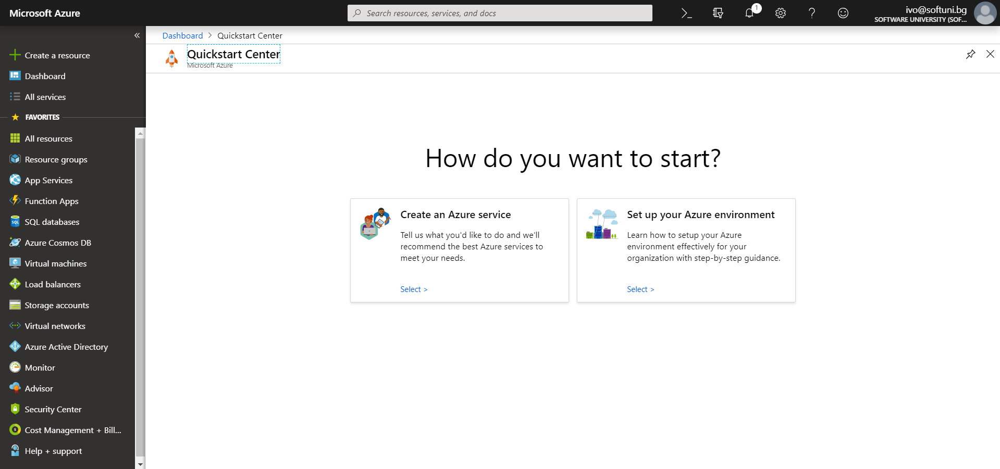 Microsoft Azure
Search resources, services, and docs
1
ivo@softuni.bg
SOFTWARE UNIVERSITY (SOF...
«
Create a resource
Dashboard
All services
FAVORITES
All resources
Resource groups
App Services
Function Apps
SQL
SQL databases
Azure Cosmos DB
Virtual machines
Load balancers
Storage accounts
Virtual networks
Azure Active Directory
Monitor
Advisor
Security Center
Cost Management + Bill...
Help + support
Dashboard > Quickstart Center
Quickstart Center
Microsoft Azure
How do you want to start?
Create an Azure service
Tell us what you'd like to do and we'll
recommend the best Azure services to
meet your needs.
Select >
Set up your Azure environment
Learn how to setup your Azure
environment effectively for your
organization with step-by-step guidance.
Select >